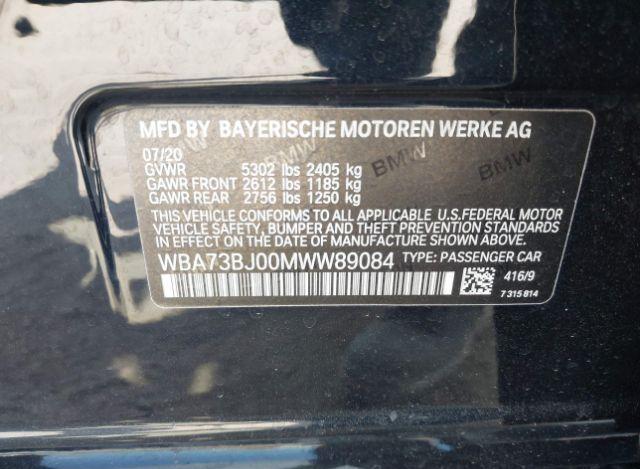 MFD BY BAYERISCHE MOTOREN WERKE AG
07/20
GVWR 5302 lbs 2405 kg
GAWR FRONT 2612 lbs 1185 kg
GAWR REAR 2756 lbs 1250 kg
THIS VEHICLE CONFORMS TO ALL APPLICABLE U.S.FEDERAL MOTOR
VEHICLE SAFETY, BUMPER AND THEFT PREVENTION STANDARDS
IN EFFECT ON THE DATE OF MANUFACTURE SHOWN ABOVE.
WBA73BJ00MWW89084 TYPE: PASSENGER CAR
416/9
7 315 814
BMW
BMW
BMW